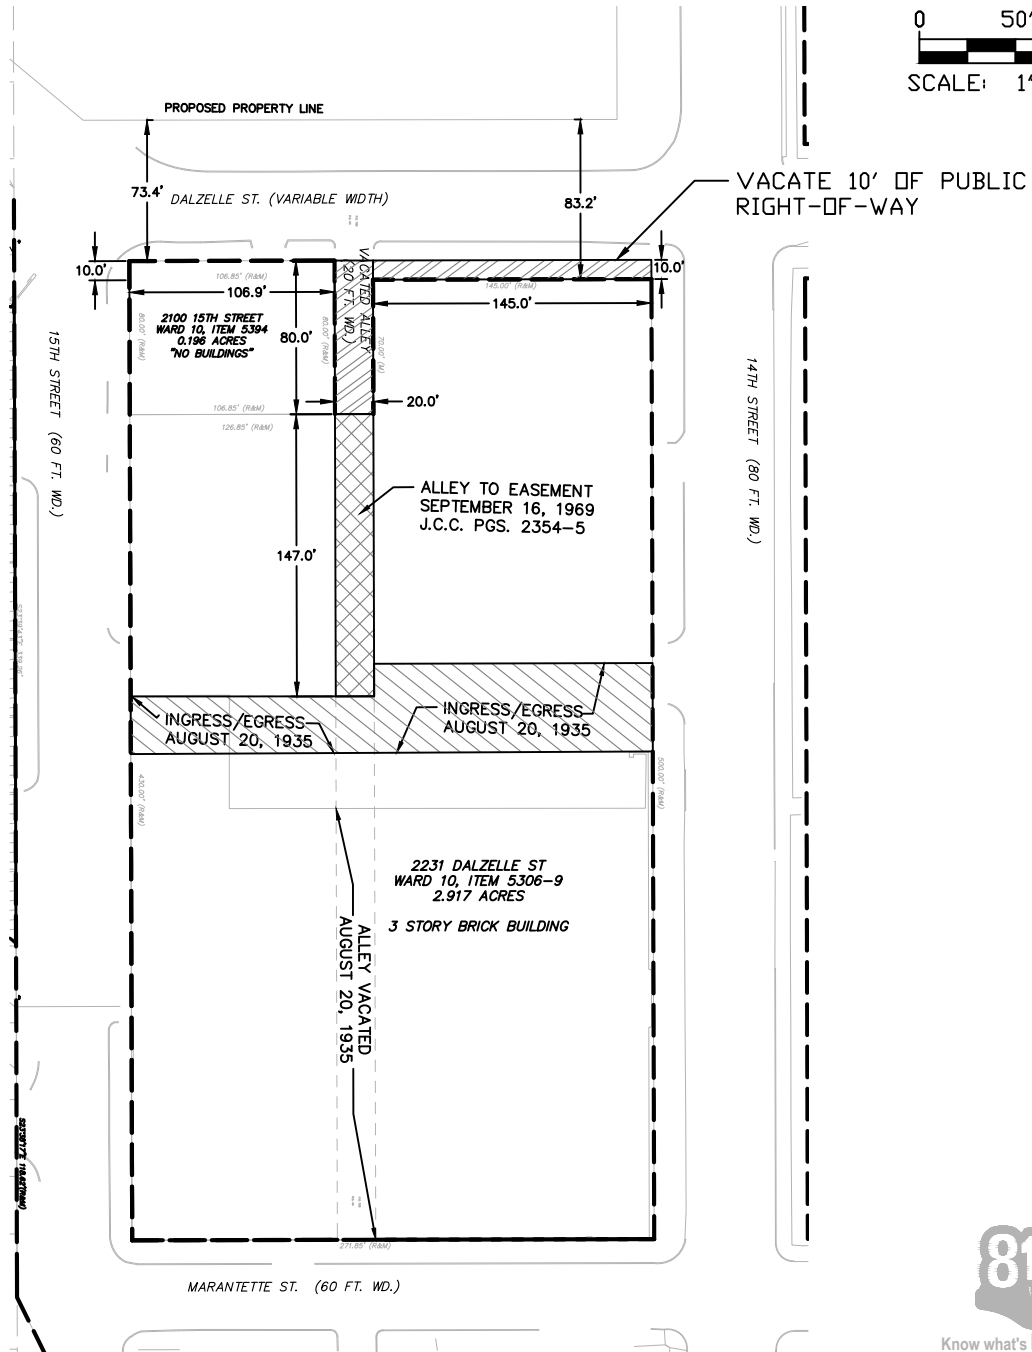 0 50'
SCALE: 1"
PROPOSED PROPERTY LINE
73.4'
DALZELLE ST. (VARIABLE WIDTH)
83.2'
VACATE 10' OF PUBLIC
RIGHT-OF-WAY
10.0'
10.0'
106.85' (R&M)
106.9'
145.00' (R&M)
145.0'
VACATED ALLEY
(20 FT. WD.)
80.00' (R&M)
2100 15TH STREET
WARD 10, ITEM 5394
0.196 ACRES
"NO BUILDINGS"
80.0'
80.00' (R&M)
70.00' (M)
20.0'
106.85' (R&M)
126.85' (R&M)
15TH STREET (60 FT. WD.)
14TH STREET (80 FT. WD.)
ALLEY TO EASEMENT
SEPTEMBER 16, 1969
J.C.C. PGS. 2354-5
147.0'
INGRESS/EGRESS
AUGUST 20, 1935
INGRESS/EGRESS
AUGUST 20, 1935
430.00' (R&M)
500.00' (R&M)
2231 DALZELLE ST
WARD 10, ITEM 5306-9
2.917 ACRES
3 STORY BRICK BUILDING
ALLEY VACATED
AUGUST 20, 1935
271.85' (R&M)
MARANTETTE ST. (60 FT. WD.)
81
Know what's